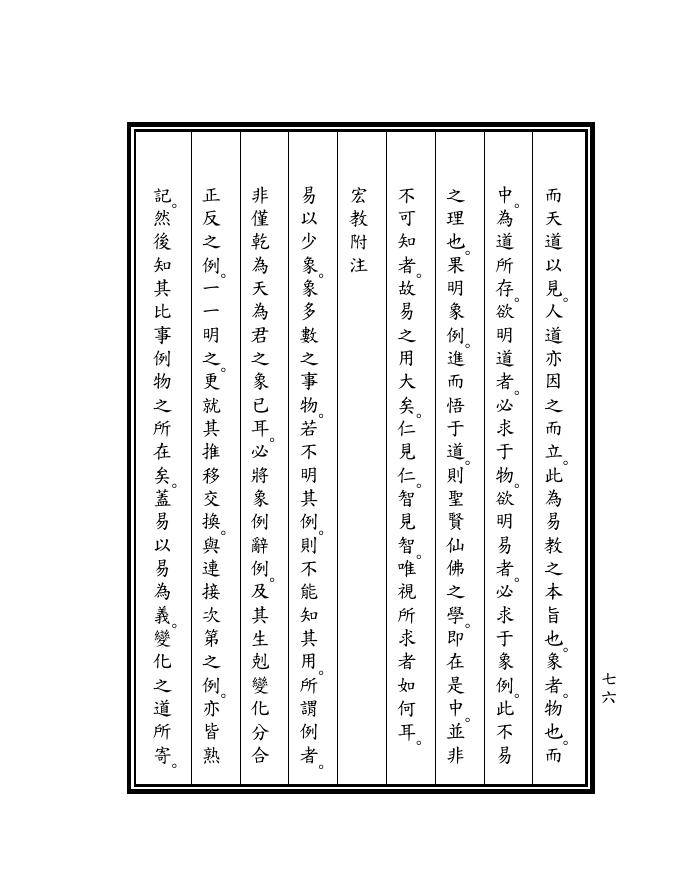 而天道以見。人道亦因之而立。此為易教之本旨也。象者。物也。而
中。為道所存。欲明道者。必求于物。欲明易者。必求于象例。此不易
之理也。果明象例。進而悟于道。則聖賢仙佛之學。即在是中。並非
不可知者。故易之用大矣。仁見仁。智見智。唯視所求者如何耳。
宏教附注
易以少象。象多數之事物。若不明其例。則不能知其用。所謂例者。
非僅乾為天為君之象已耳。必將象例辭例。及其生剋變化分合
正反之例。一一明之。更就其推移交換。與連接次第之例。亦皆熟
記。然後知其比事例物之所在矣。蓋易以易為義。變化之道所寄。
七六